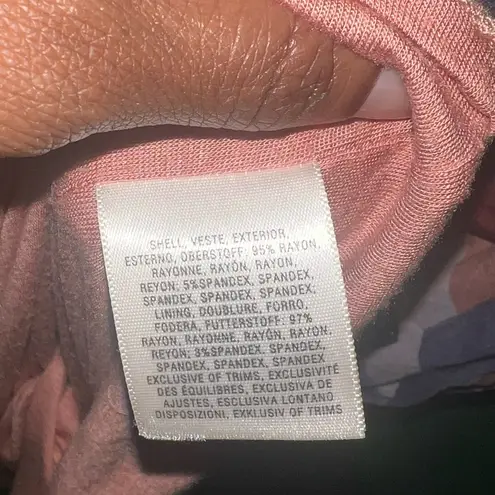 SHELL, VESTE, EXTERIOR,
ESTERNO, OBERSTOFF: 95% RAYON,
RAYONNE, RAYÓN, RAYON,
REYON; 5%SPANDEX, SPANDEX,
SPANDEX, SPANDEX, SPANDEX
LINING, DOUBLURE, FORRO,
FODERA, FUTTERSTOFF: 97%
RAYON, RAYONNE, RAYÓN, RAYON,
REYON; 3%SPANDEX, SPANDEX,
SPANDEX, SPANDEX, SPANDEX
EXCLUSIVE OF TRIMS, EXCLUSIVITÉ
DES ÉQUIBILRES, EXCLUSIVA DE
AJUSTES, ESCLUSIVA LONTANO
DISPOSIZIONI, EXKLUSIV OF TRIMS